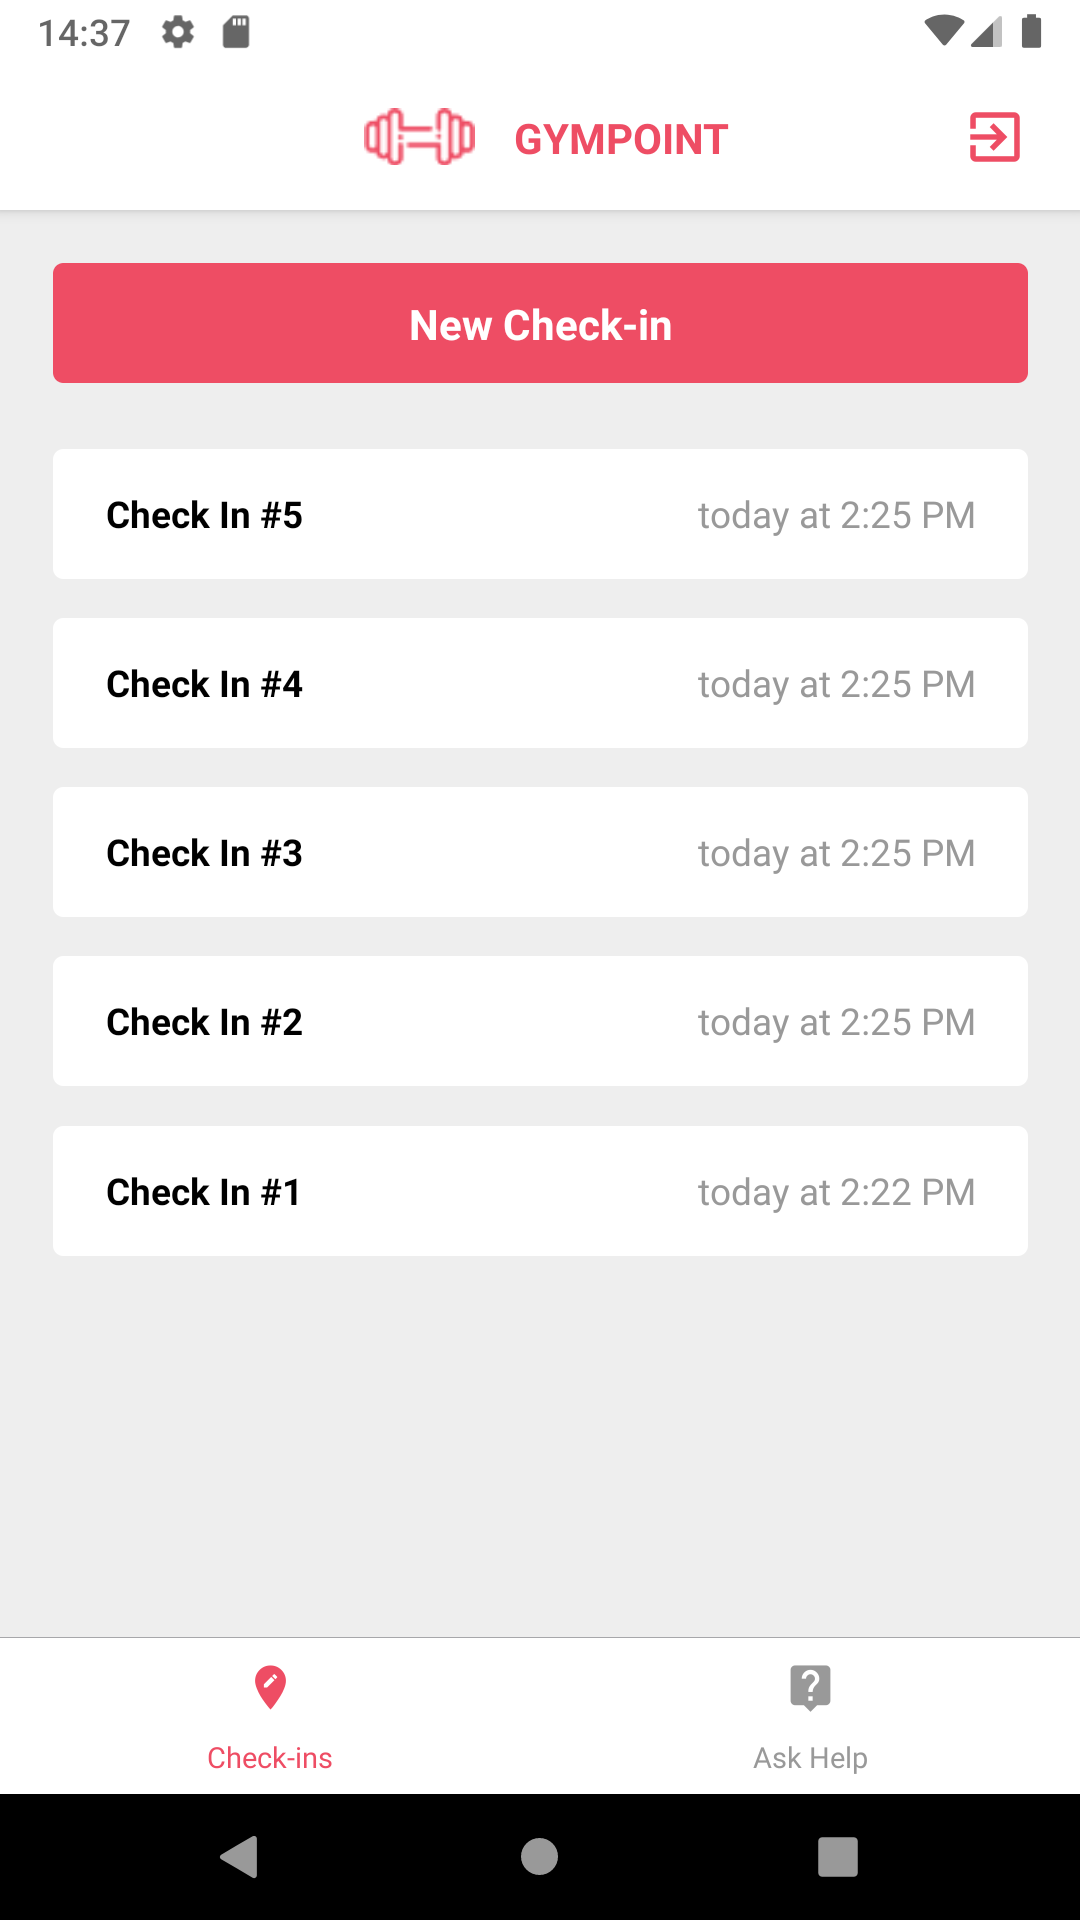 14:37
GYMPOINT
New Check-in
Check In #5 today at 2:25 PM
Check In #4 today at 2:25 PM
Check In #3 today at 2:25 PM
Check In #2 today at 2:25 PM
Check In #1 today at 2:22 PM
Check-ins Ask Help